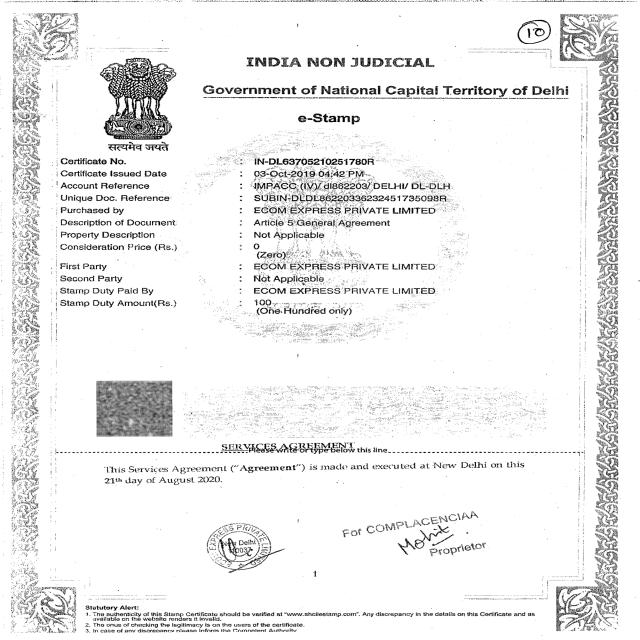 10
INDIA NON JUDICIAL
Government of National Capital Territory of Delhi
e-Stamp
सत्यमेव जयते
Certificate No. : IN-DL63705210251780R
Certificate Issued Date : 03-Oct-2019 04:42 PM
Account Reference : IMPACC (IV)/ dl862203/ DELHI/ DL-DLH
Unique Doc. Reference : SUBIN-DLDL86220336232451735098R
Purchased by : ECOM EXPRESS PRIVATE LIMITED
Description of Document : Article 5 General Agreement
Property Description : Not Applicable
Consideration Price (Rs.) : 0
(Zero)
First Party : ECOM EXPRESS PRIVATE LIMITED
Second Party : Not Applicable
Stamp Duty Paid By : ECOM EXPRESS PRIVATE LIMITED
Stamp Duty Amount(Rs.) : 100
(One Hundred only)
SERVICES AGREEMENT
Please write or type below this line
This Services Agreement (“Agreement”) is made and executed at New Delhi on this
21th day of August 2020.
ECOM EXPRESS PRIVATE LIMITED
New Delhi
For COMPLACENCIAA
Mohit
Proprietor
1
Statutory Alert:
1. The authenticity of this Stamp Certificate should be verified at "www.shcilestamp.com". Any discrepancy in the details on this Certificate and as
available on the website renders it invalid.
2. The onus of checking the legitimacy is on the users of the certificate.
3. In case of any discrepancy please inform the Competent Authority.